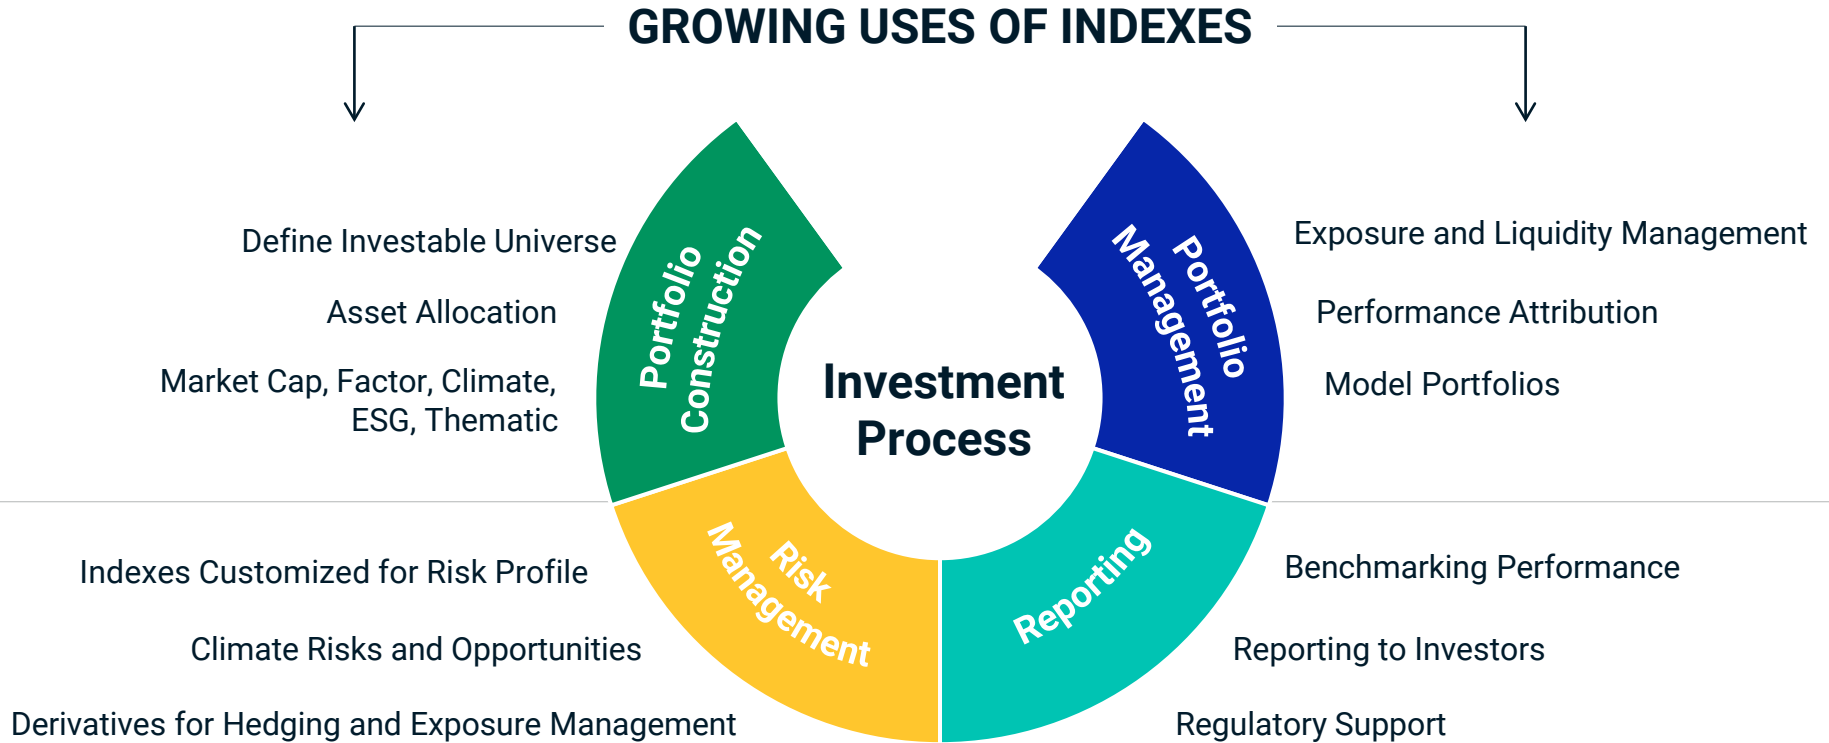 GROWING USES OF INDEXES
Define Investable Universe
Asset Allocation
Market Cap, Factor, Climate,
ESG, Thematic
Portfolio
Construction
Investment
Process
Portfolio
Management
Exposure and Liquidity Management
Performance Attribution
Model Portfolios
Indexes Customized for Risk Profile
Climate Risks and Opportunities
Derivatives for Hedging and Exposure Management
Risk
Management
Reporting
Benchmarking Performance
Reporting to Investors
Regulatory Support